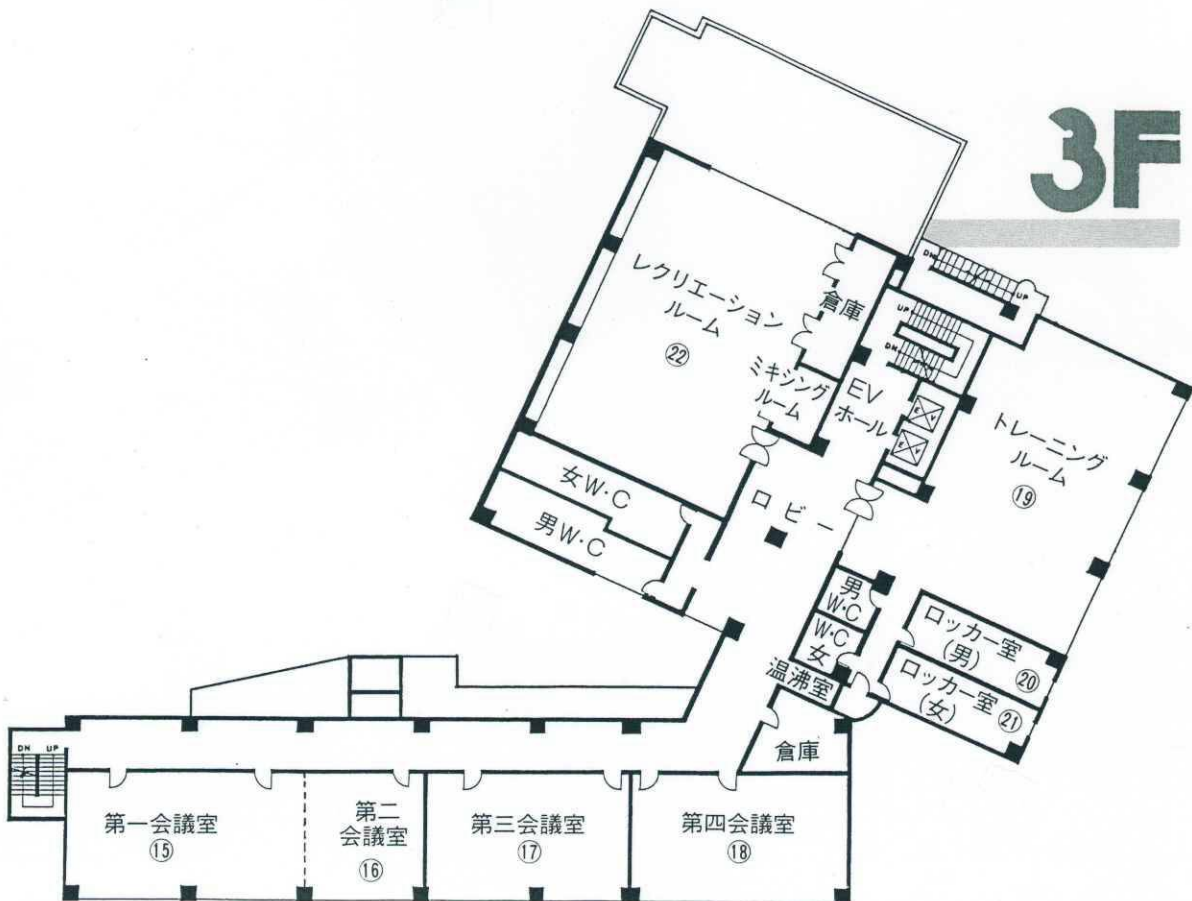 3F
DN
UP
レクリエーション
ルーム
㉒
倉庫
UP
DN
ミキシング
ルーム
EV
ホール
EV
EV
トレーニング
ルーム
⑲
女W·C
男W·C
ロビー
男
W·C
W·C
女
温沸室
ロッカー室
(男)
⑳
ロッカー室
(女)
㉑
倉庫
DN UP
第一会議室
⑮
第二
会議室
⑯
第三会議室
⑰
第四会議室
⑱